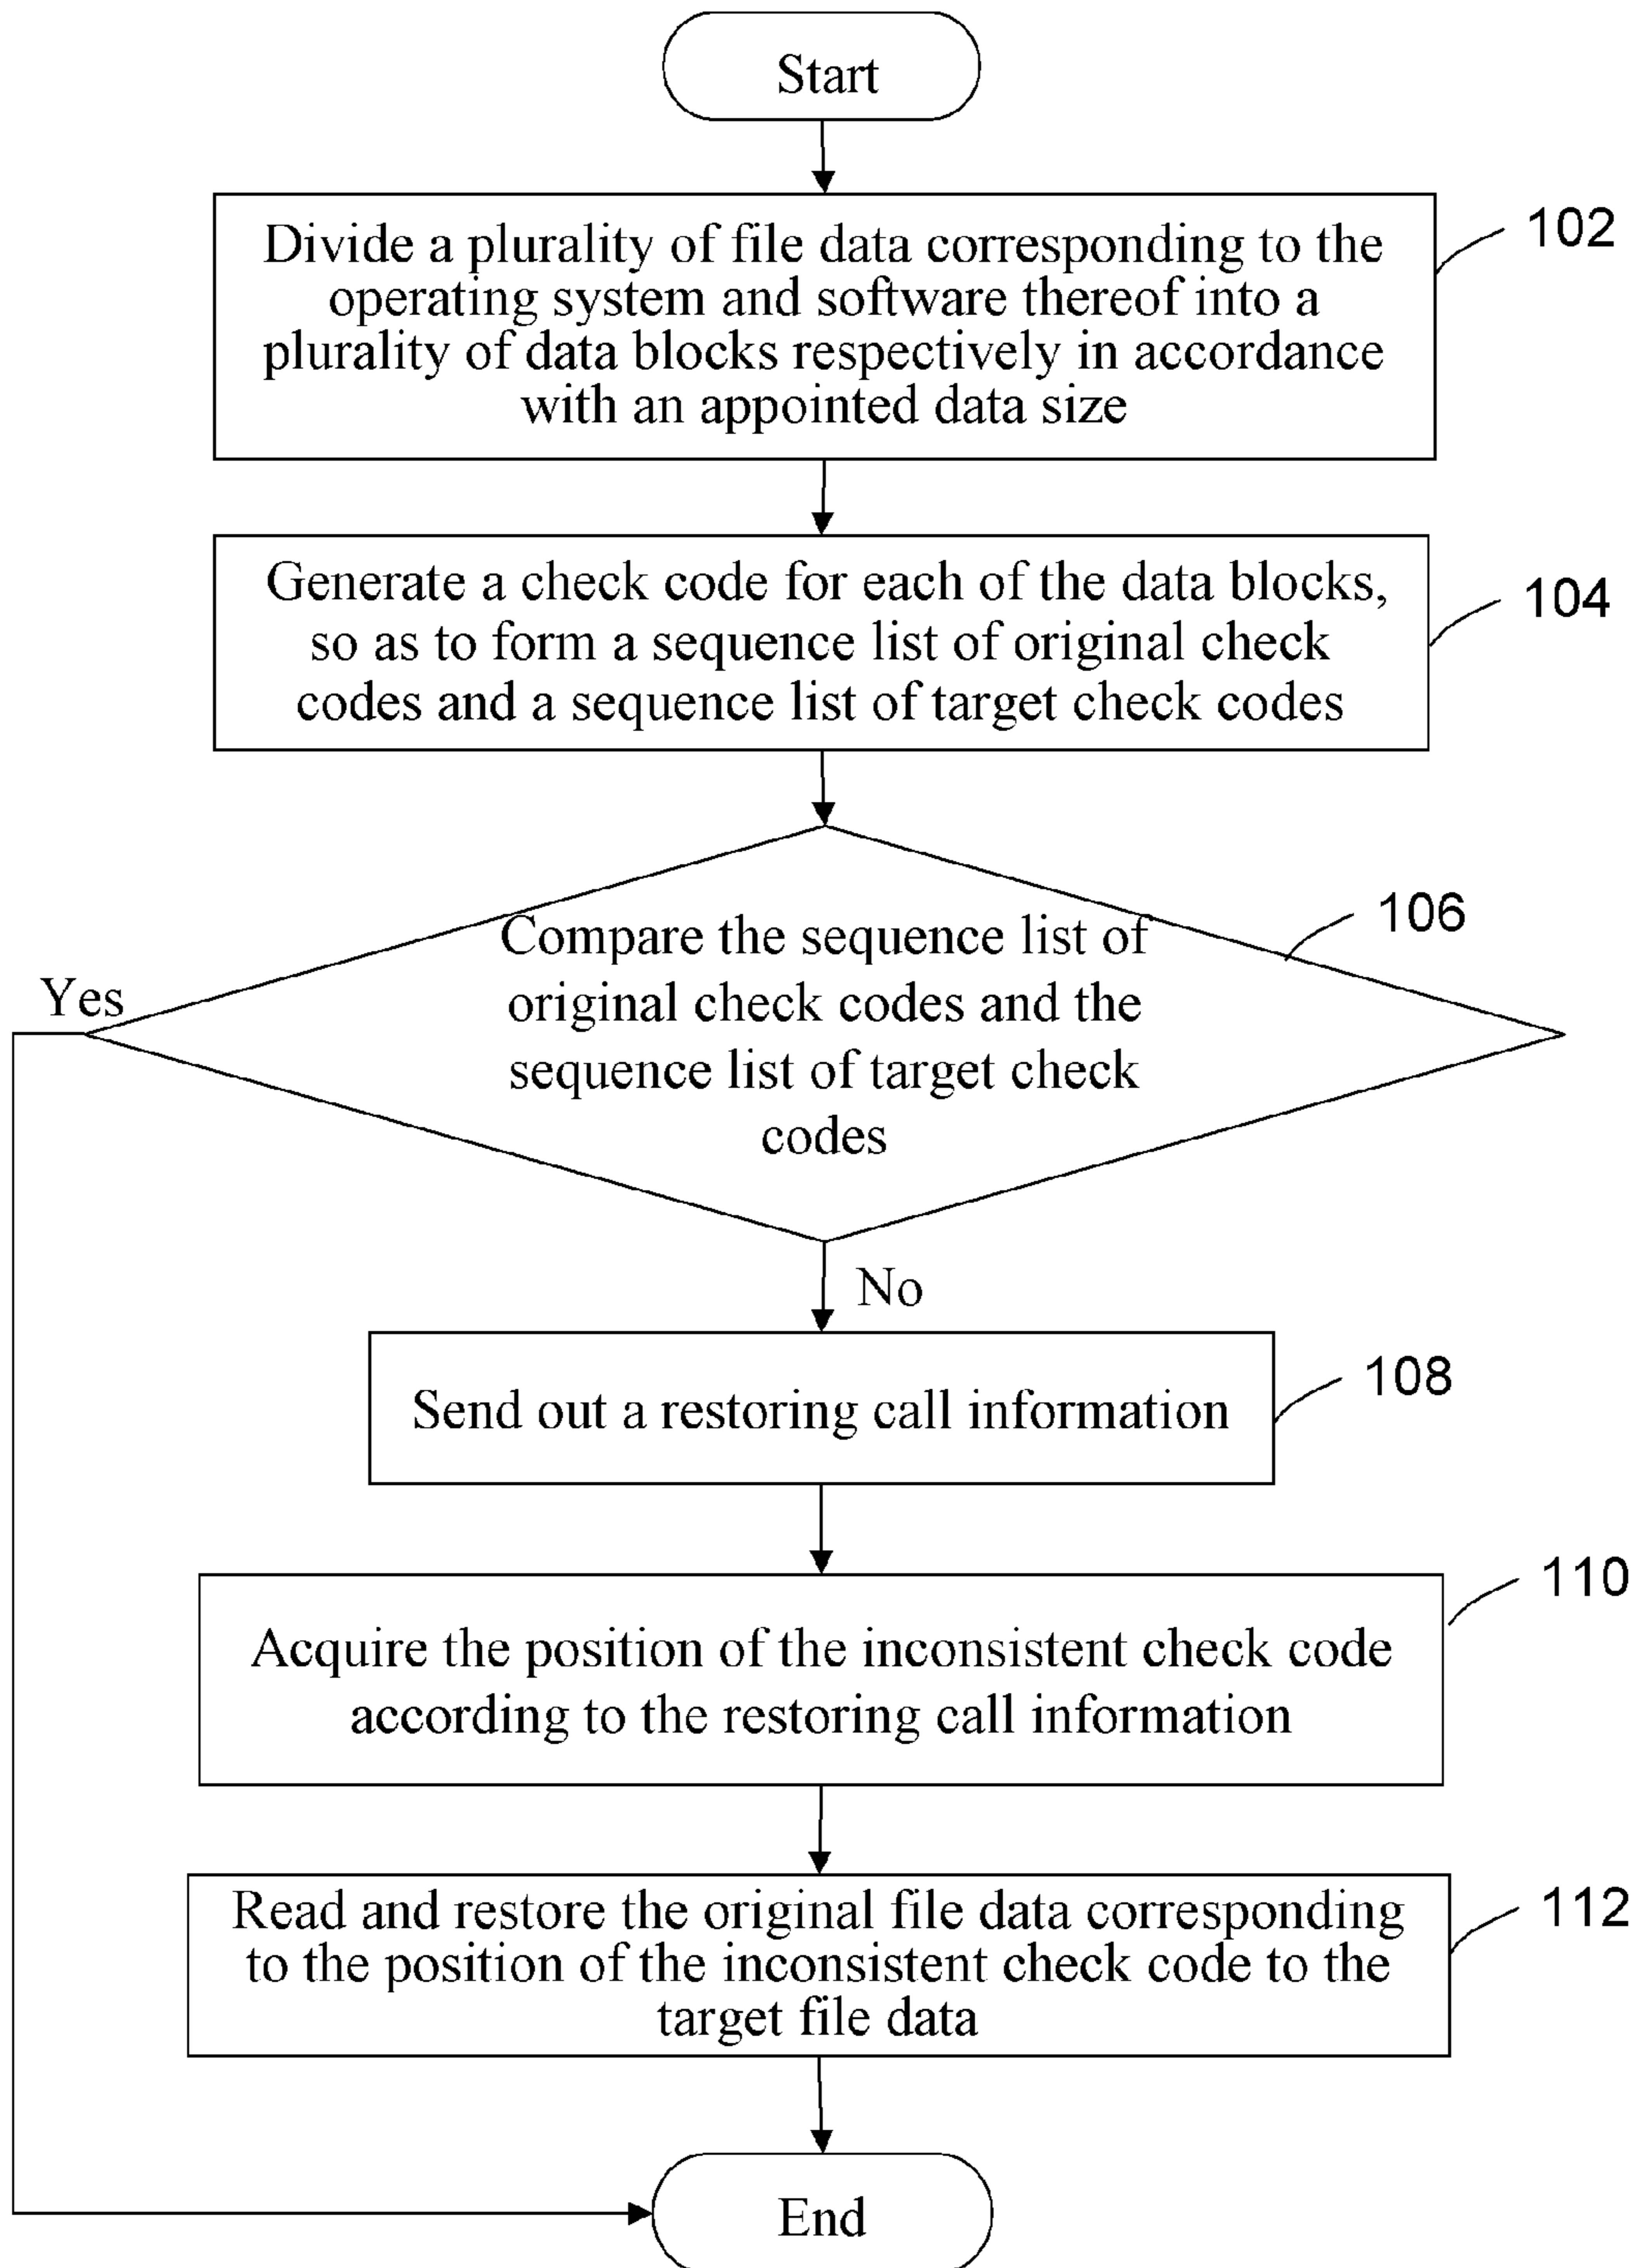 Start
Divide a plurality of file data corresponding to the
operating system and software thereof into a
plurality of data blocks respectively in accordance
with an appointed data size
102
Generate a check code for each of the data blocks,
so as to form a sequence list of original check
codes and a sequence list of target check codes
104
Compare the sequence list of
original check codes and the
sequence list of target check
codes
106
Yes
No
Send out a restoring call information
108
Acquire the position of the inconsistent check code
according to the restoring call information
110
Read and restore the original file data corresponding
to the position of the inconsistent check code to the
target file data
112
End